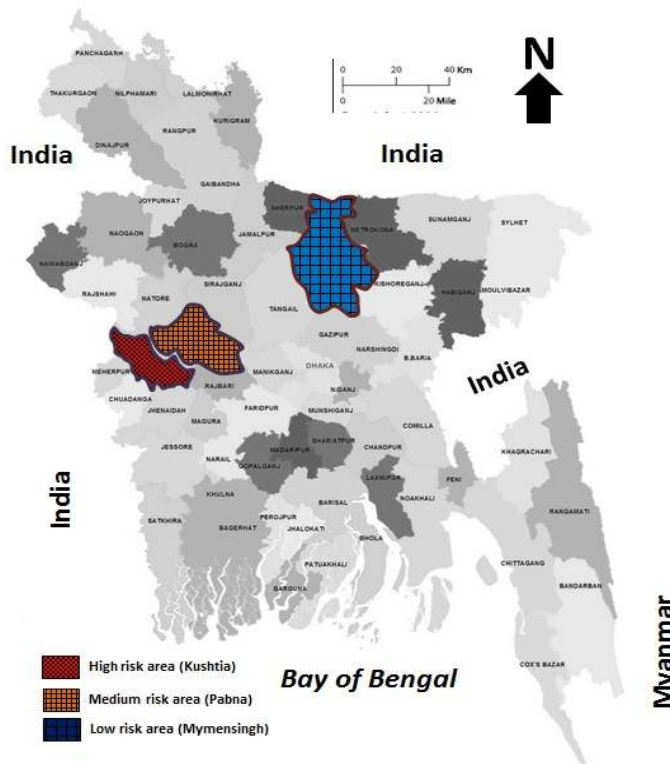 PANCHAGARH
THAKURGAON NILPHAMARI LALMONIRHAT
KURIGRAM
RANGPUR
DINAJPUR
0 20 40 Km
0 20 Mile
N
India
India
GAIBANDHA
JOYPURHAT
SHERPUR
NETROKONA
SUNAMGANJ
SYLHET
NAOGAON
BOGRA
JAMALPUR
NAWABGANJ
RAJSHAHI
NATORE
SIRAJGANJ
TANGAIL
KISHOREGANJ
HABIGANJ
MOULVIBAZAR
GAZIPUR
NARSHINGDI
B.BARIA
MEHERPUR
RAJBARI
MANIKGANJ
DHAKA
N.GANJ
India
CHUADANGA
JHENAIDAH
MAGURA
FARIDPUR
MUNSHIGANJ
COMILLA
JESSORE
NARAIL
GOPALGANJ
MADARIPUR
SHARIATPUR
CHANDPUR
KHAGRACHARI
India
KHULNA
LAXMIPUR
NOAKHALI
FENI
RANGAMATI
SATKHIRA
BAGERHAT
PEROJPUR
BARISAL
JHALOKATI
BHOLA
PATUAKHALI
BARGUNA
CHITTAGANG
BANDARBAN
COX'S BAZAR
Myanmar
Bay of Bengal
High risk area (Kushtia)
Medium risk area (Pabna)
Low risk area (Mymensingh)